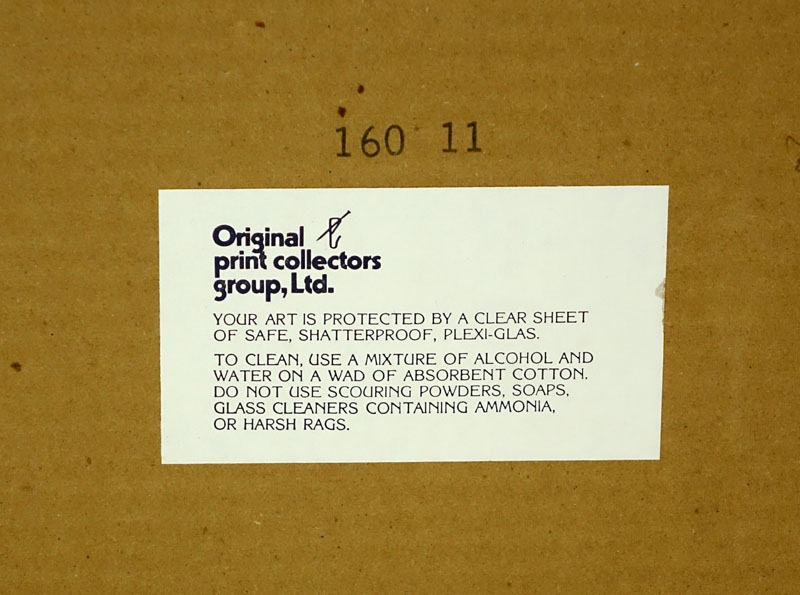 160 11
Original
print collectors
group, Ltd.
YOUR ART IS PROTECTED BY A CLEAR SHEET
OF SAFE, SHATTERPROOF, PLEXI-GLAS.
TO CLEAN, USE A MIXTURE OF ALCOHOL AND
WATER ON A WAD OF ABSORBENT COTTON.
DO NOT USE SCOURING POWDERS, SOAPS,
GLASS CLEANERS CONTAINING AMMONIA,
OR HARSH RAGS.